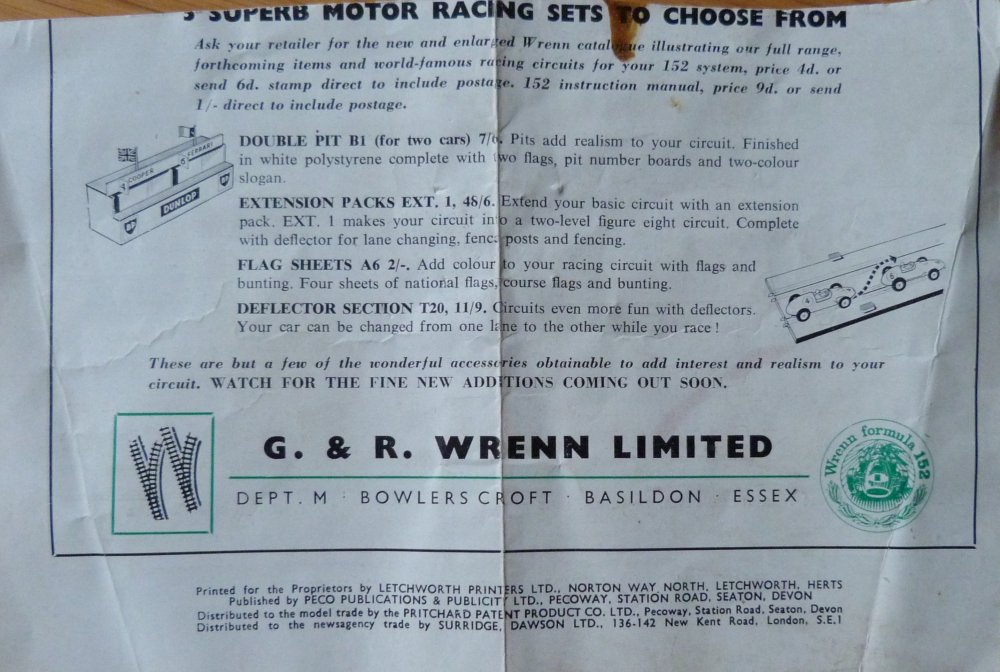 5 SUPERB MOTOR RACING SETS TO CHOOSE FROM
Ask your retailer for the new and enlarged Wrenn catalogue illustrating our full range,
forthcoming items and world-famous racing circuits for your 152 system, price 4d. or
send 6d. stamp direct to include postage. 152 instruction manual, price 9d. or send
1/- direct to include postage.
DOUBLE PIT B1 (for two cars) 7/6. Pits add realism to your circuit. Finished
in white polystyrene complete with two flags, pit number boards and two-colour
slogan.
4 COOPER
6 FERRARI
BP DUNLOP BP
EXTENSION PACKS EXT. 1, 48/6. Extend your basic circuit with an extension
pack. EXT. 1 makes your circuit into a two-level figure eight circuit. Complete
with deflector for lane changing, fence posts and fencing.
FLAG SHEETS A6 2/-. Add colour to your racing circuit with flags and
bunting. Four sheets of national flags, course flags and bunting.
DEFLECTOR SECTION T20, 11/9. Circuits even more fun with deflectors.
Your car can be changed from one lane to the other while you race !
4
6
These are but a few of the wonderful accessories obtainable to add interest and realism to your
circuit. WATCH FOR THE FINE NEW ADDITIONS COMING OUT SOON.
G. & R. WRENN LIMITED
DEPT. M · BOWLERS CROFT · BASILDON · ESSEX
Wrenn formula 152
Printed for the Proprietors by LETCHWORTH PRINTERS LTD., NORTON WAY NORTH, LETCHWORTH, HERTS
Published by PECO PUBLICATIONS & PUBLICITY LTD., PECOWAY, STATION ROAD, SEATON, DEVON
Distributed to the model trade by the PRITCHARD PATENT PRODUCT CO. LTD., Pecoway, Station Road, Seaton, Devon
Distributed to the newsagency trade by SURRIDGE, DAWSON LTD., 136-142 New Kent Road, London, S.E.1